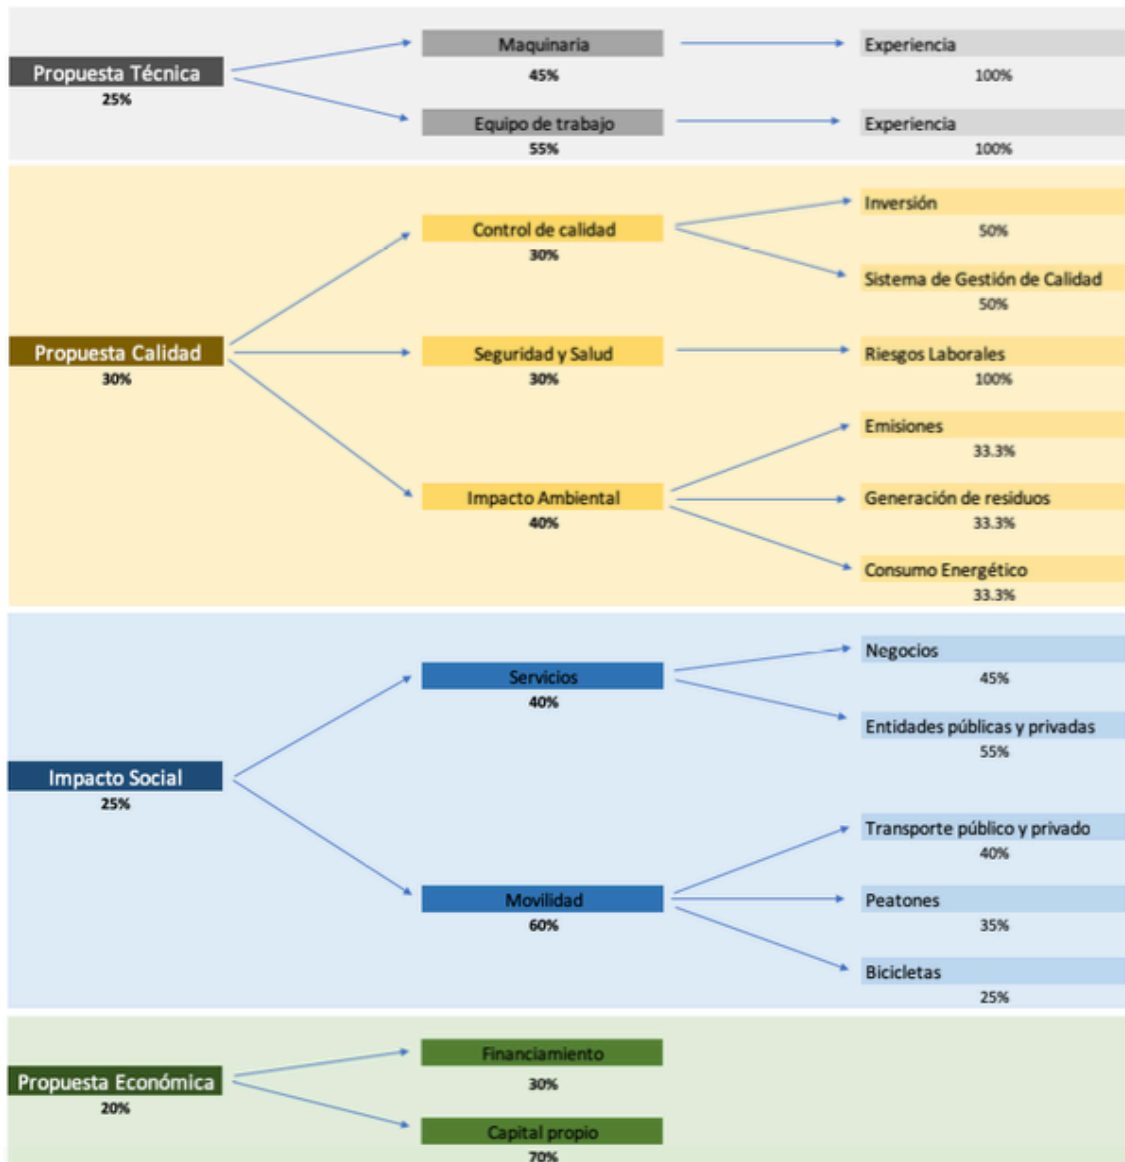 Maquinaria
Experiencia
Propuesta Técnica
45%
100%
25%
Equipo de trabajo
Experiencia
55%
100%
Inversión
Control de calidad
50%
30%
Sistema de Gestión de Calidad
50%
Propuesta Calidad
Seguridad y Salud
Riesgos Laborales
30%
30%
100%
Emisiones
33.3%
Impacto Ambiental
Generación de residuos
40%
33.3%
Consumo Energético
33.3%
Negocios
Servicios
45%
40%
Entidades públicas y privadas
55%
Impacto Social
25%
Transporte público y privado
40%
Movilidad
Peatones
60%
35%
Bicicletas
25%
Financiamiento
Propuesta Económica
30%
20%
Capital propio
70%